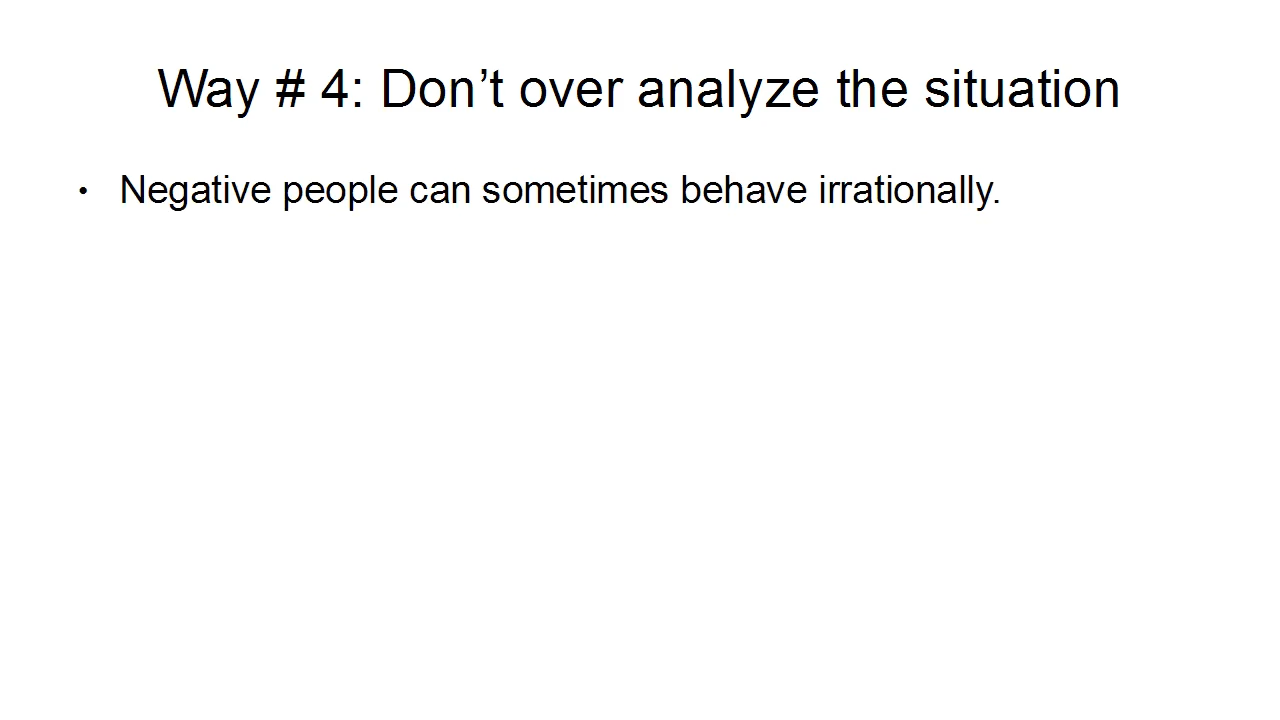 Way # 4: Don’t over analyze the situation
• Negative people can sometimes behave irrationally.